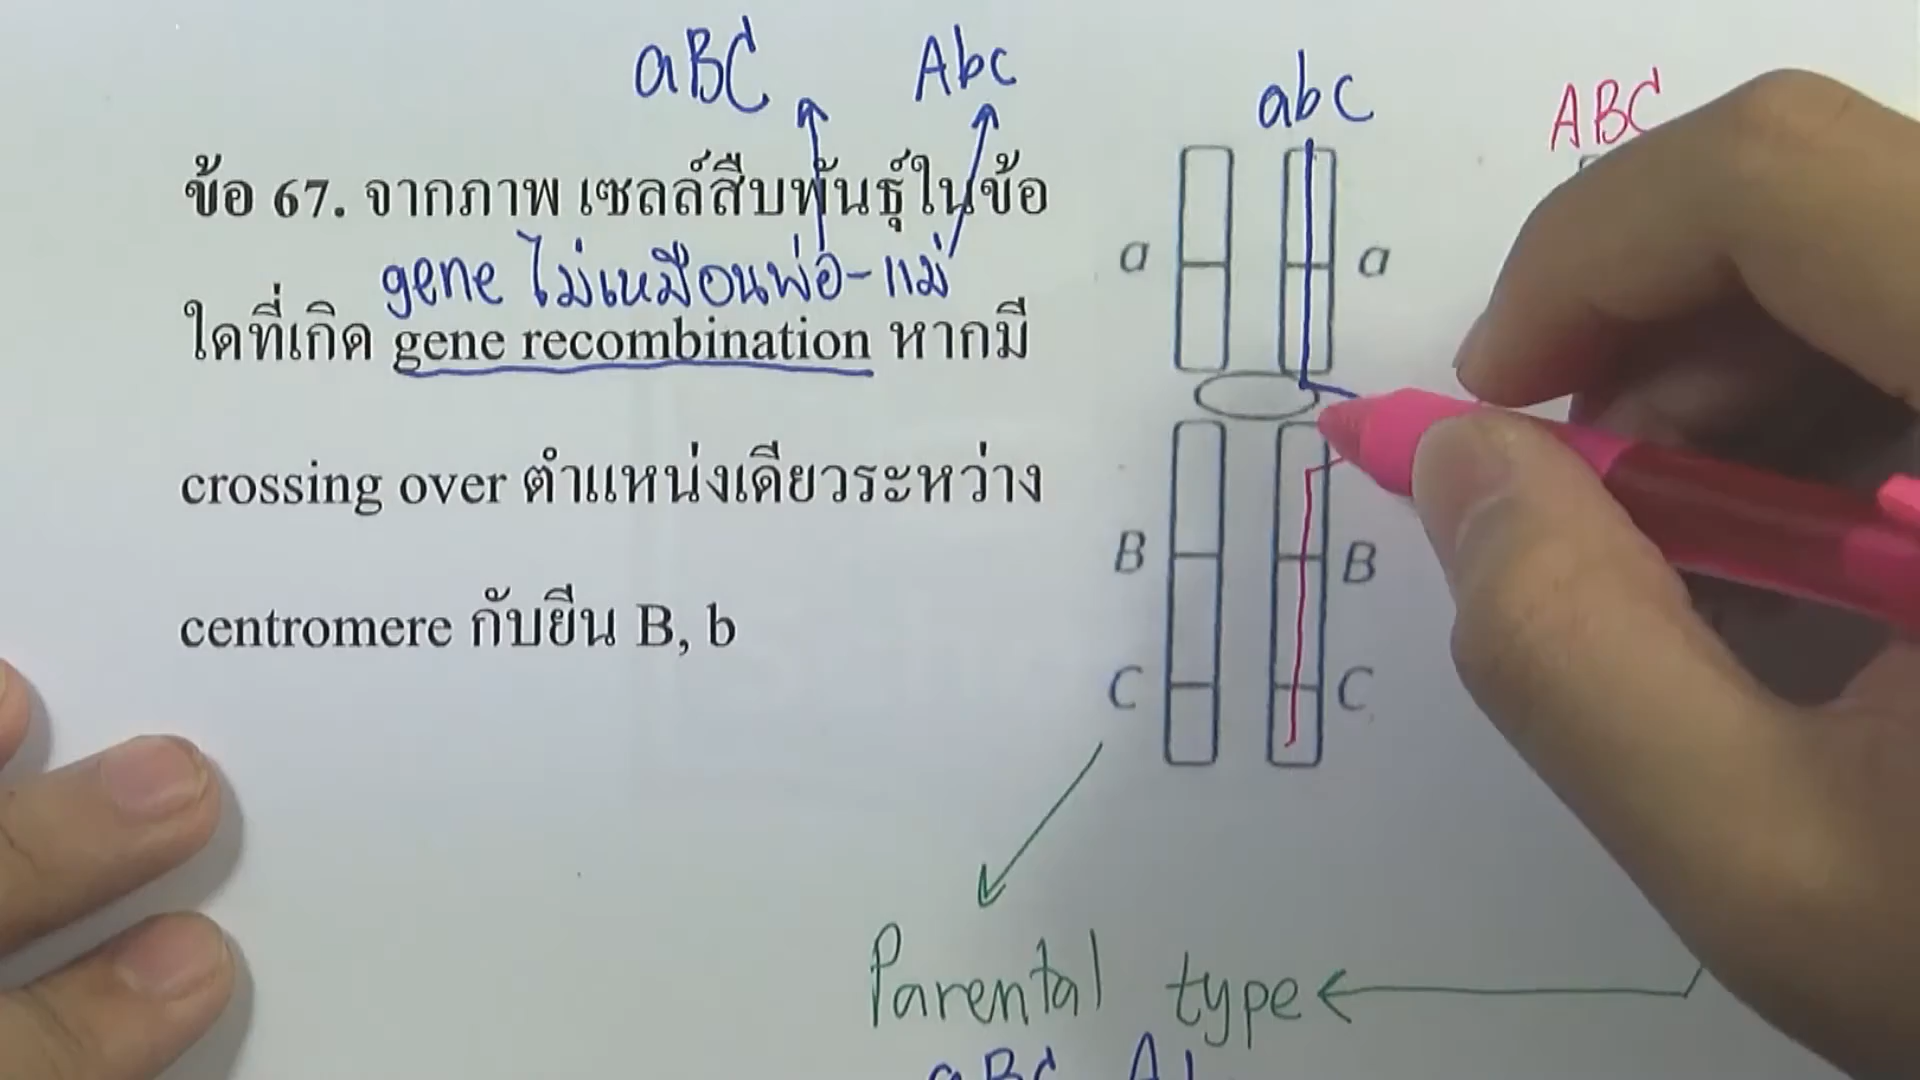 aBC Abc abc ABC
ข้อ 67. จากภาพ เซลล์สืบพันธุ์ในข้อ
gene ไม่เหมือนพ่อ-แม่
ใดที่เกิด gene recombination หากมี
crossing over ตำแหน่งเดียวระหว่าง
centromere กับยีน B, b
a a
B B
C C
Parental type
aBC